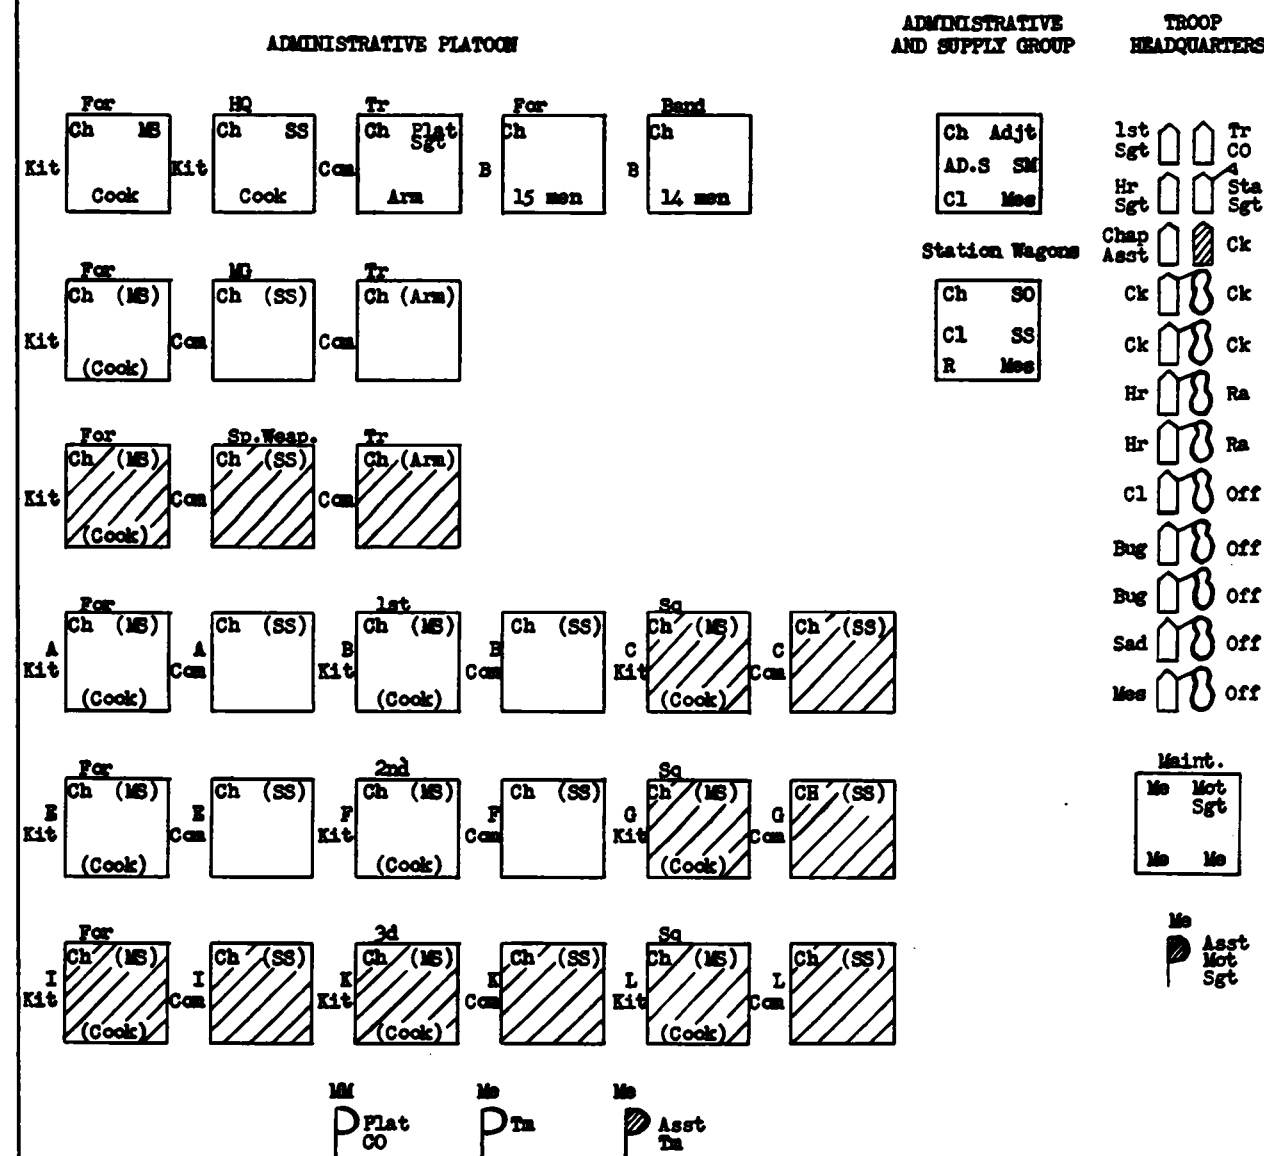 ADMINISTRATIVE PLATOON
ADMINISTRATIVE
AND SUPPLY GROUP
TROOP
HEADQUARTERS
For HQ Tr For Band
Ch MS Ch SS Ch Plat Ch Ch
Sgt
Kit Kit Com B B
Cook Cook Arm 15 men 14 men
For MG Tr
Ch (MS) Ch (SS) Ch (Arm)
Kit Com Com
(Cook)
For Sp.Weap. Tr
Ch (MS) Ch (SS) Ch (Arm)
Kit Com Com
(Cook)
For 1st Sq
Ch (MS) Ch (SS) Ch (MS) Ch (SS) Ch (MS) Ch (SS)
A A B B C C
Kit Com Kit Com Kit Com
(Cook) (Cook) (Cook)
For 2nd Sq
Ch (MS) Ch (SS) Ch (MS) Ch (SS) Ch (MS) CH (SS)
E E F F G G
Kit Com Kit Com Kit Com
(Cook) (Cook) (Cook)
For 3d Sq
Ch (MS) Ch (SS) Ch (MS) Ch (SS) Ch (MS) Ch (SS)
I I K K L L
Kit Com Kit Com Kit Com
(Cook) (Cook) (Cook)
MM Me Me
Plat Tm Asst
CO Tm
Ch Adjt
AD.S SM
Cl Mes
Station Wagons
Ch SO
Cl SS
R Mes
1st Tr
Sgt CO
Hr Sta
Sgt Sgt
Chap
Asst Ck
Ck Ck
Ck Ck
Hr Ra
Hr Ra
Cl Off
Bug Off
Bug Off
Sad Off
Mes Off
Maint.
Me Mot
Sgt
Me Me
Me
Asst
Mot
Sgt